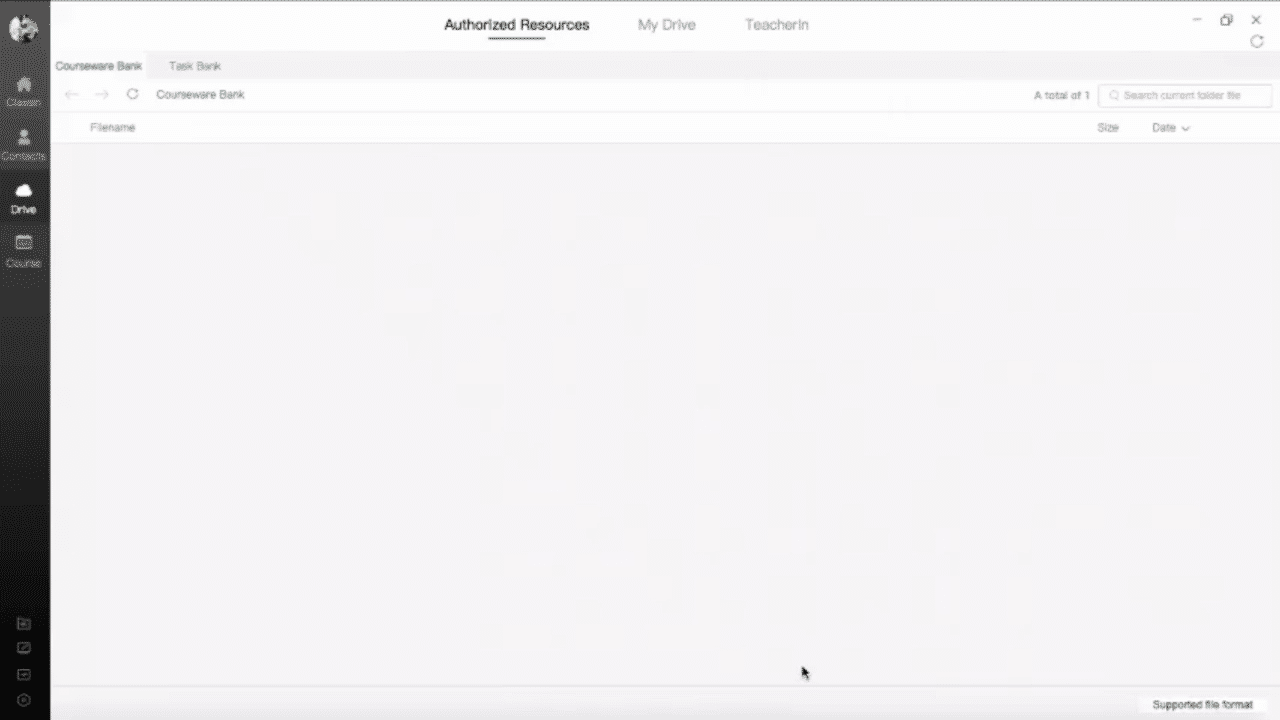 Authorized Resources My Drive TeacherIn
Courseware Bank Task Bank
Courseware Bank A total of 1 Search current folder file
Filename Size Date
Classin
Contacts
Drive
Course
Supported file format